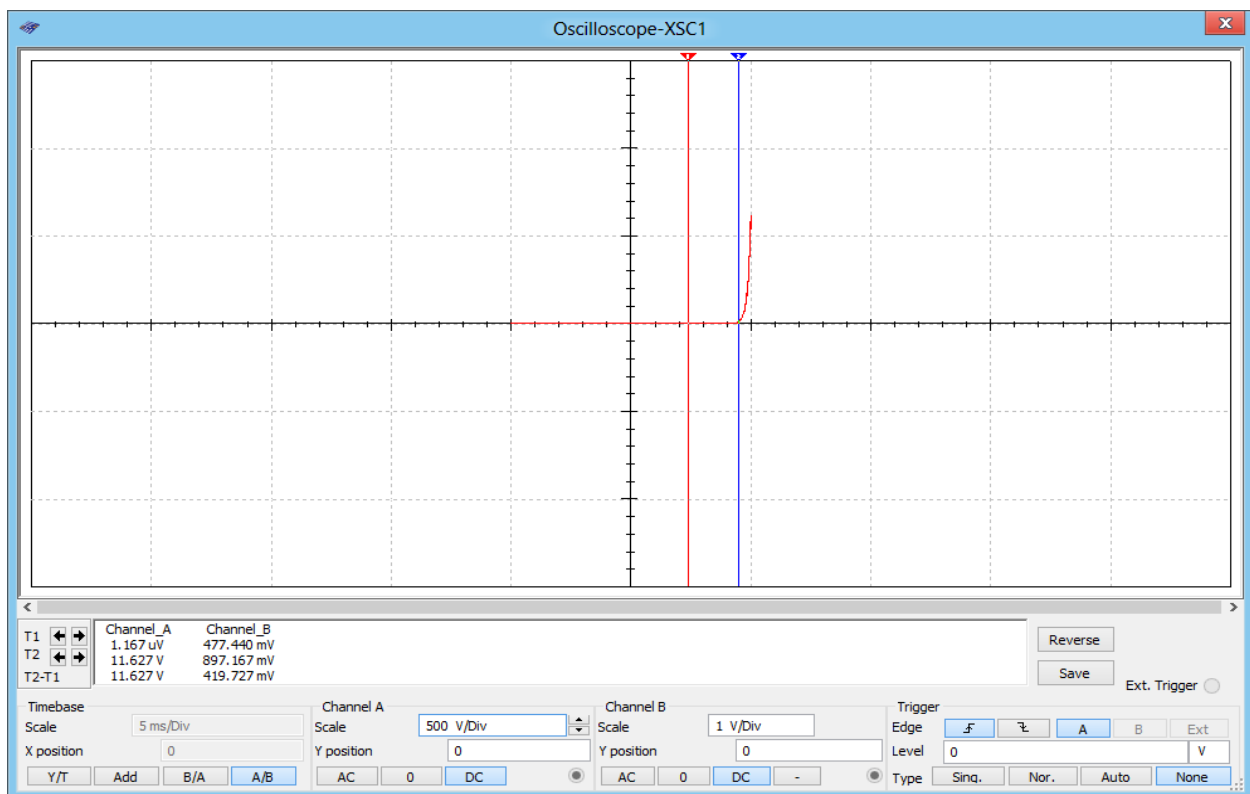 Oscilloscope-XSC1
x
1 2
< >
T1
T2
T2-T1
Channel_A Channel_B
1.167 uV 477.440 mV
11.627 V 897.167 mV
11.627 V 419.727 mV
Reverse
Save
Ext. Trigger
Timebase
Scale 5 ms/Div
X position 0
Y/T Add B/A A/B
Channel A
Scale 500 V/Div
Y position 0
AC 0 DC
Channel B
Scale 1 V/Div
Y position 0
AC 0 DC -
Trigger
Edge A B Ext
Level 0 V
Type Sing. Nor. Auto None